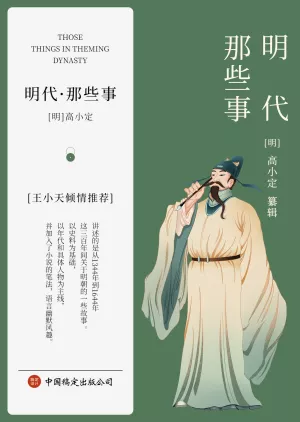 THOSE
THINGS IN THEMING
DYNASTY
明代·那些事
[明]高小定
[王小天倾情推荐]
讲述的是从1344年到1644年
这三百年间关于明朝的一些故事。
以史料为基础，
以年代和具体人物为主线，
并加入了小说的笔法，语言幽默风趣。
中国稿定出版公司
明代
那些事
[明]高小定 纂辑